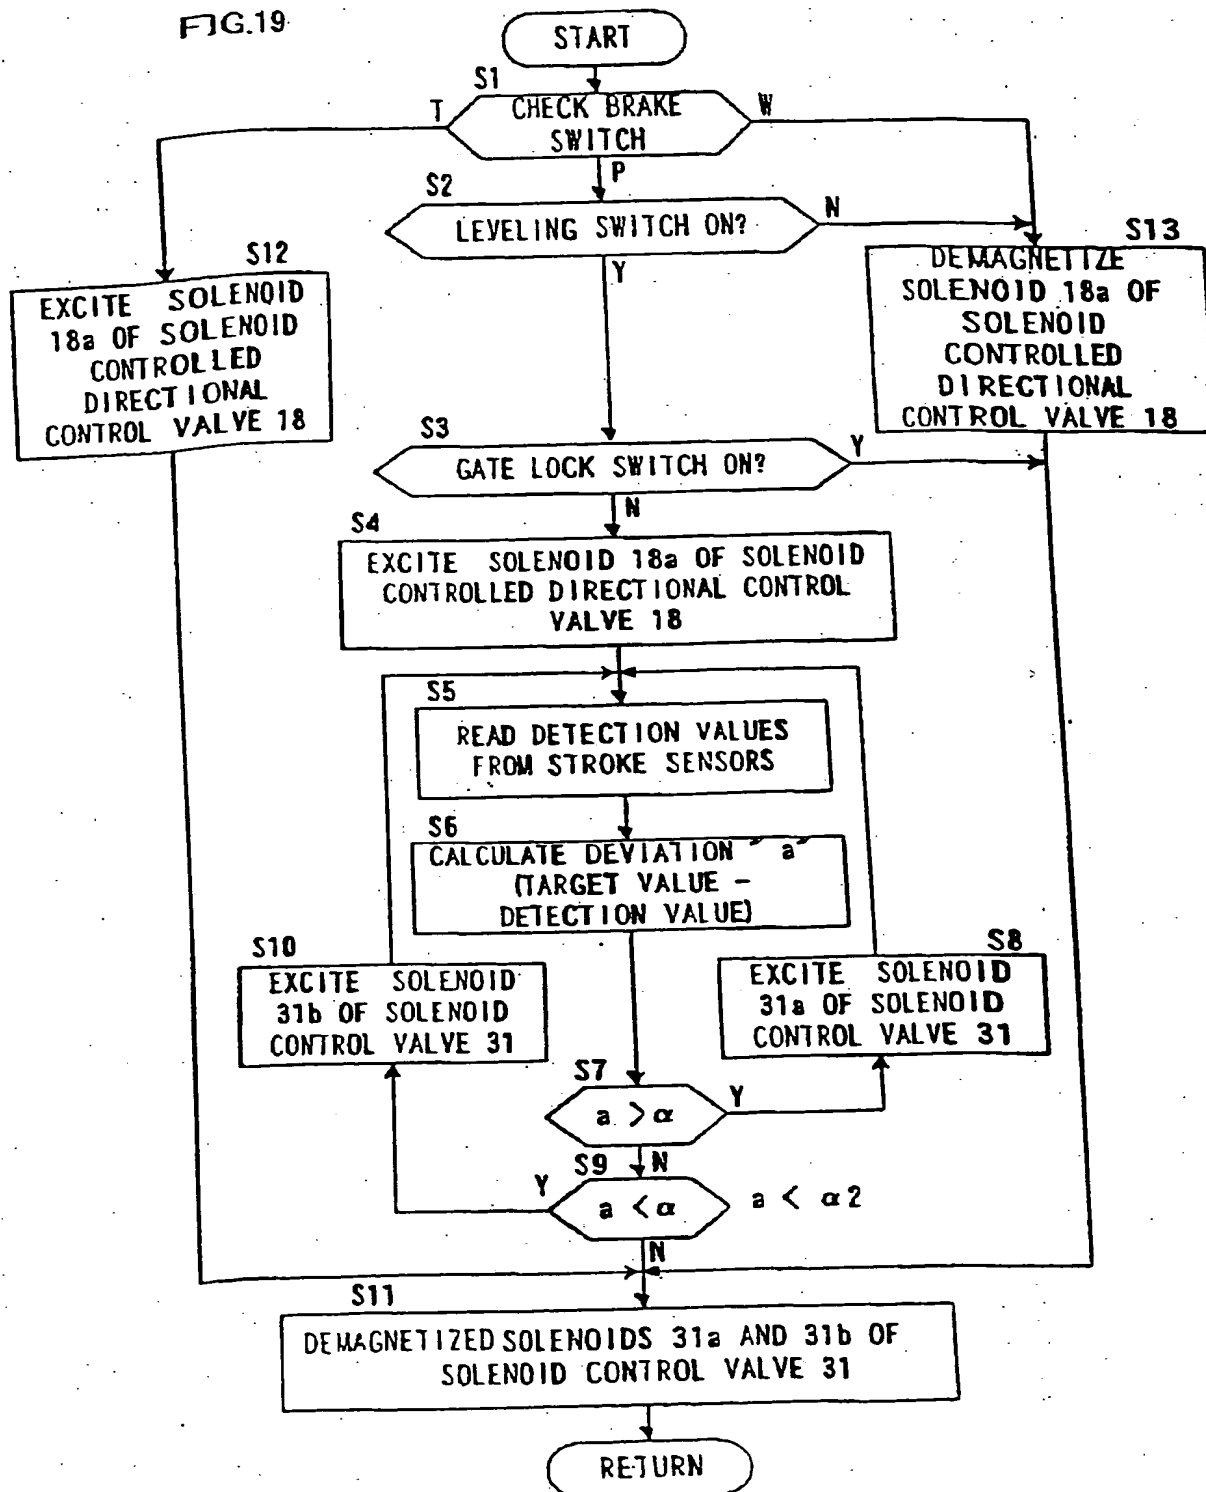 FIG.19
START
S1
T
CHECK BRAKE
SWITCH
W
P
S2
LEVELING SWITCH ON?
N
Y
S12
EXCITE SOLENOID
18a OF SOLENOID
CONTROLLED
DIRECTIONAL
CONTROL VALVE 18
S13
DEMAGNETIZE
SOLENOID 18a OF
SOLENOID
CONTROLLED
DIRECTIONAL
CONTROL VALVE 18
S3
GATE LOCK SWITCH ON?
Y
N
S4
EXCITE SOLENOID 18a OF SOLENOID
CONTROLLED DIRECTIONAL CONTROL
VALVE 18
S5
READ DETECTION VALUES
FROM STROKE SENSORS
S6
CALCULATE DEVIATION " a"
(TARGET VALUE -
DETECTION VALUE)
S10
EXCITE SOLENOID
31b OF SOLENOID
CONTROL VALVE 31
S8
EXCITE SOLENOID
31a OF SOLENOID
CONTROL VALVE 31
S7
a > α
Y
N
S9
Y
a < α
a < α2
N
S11
DEMAGNETIZED SOLENOIDS 31a AND 31b OF
SOLENOID CONTROL VALVE 31
RETURN